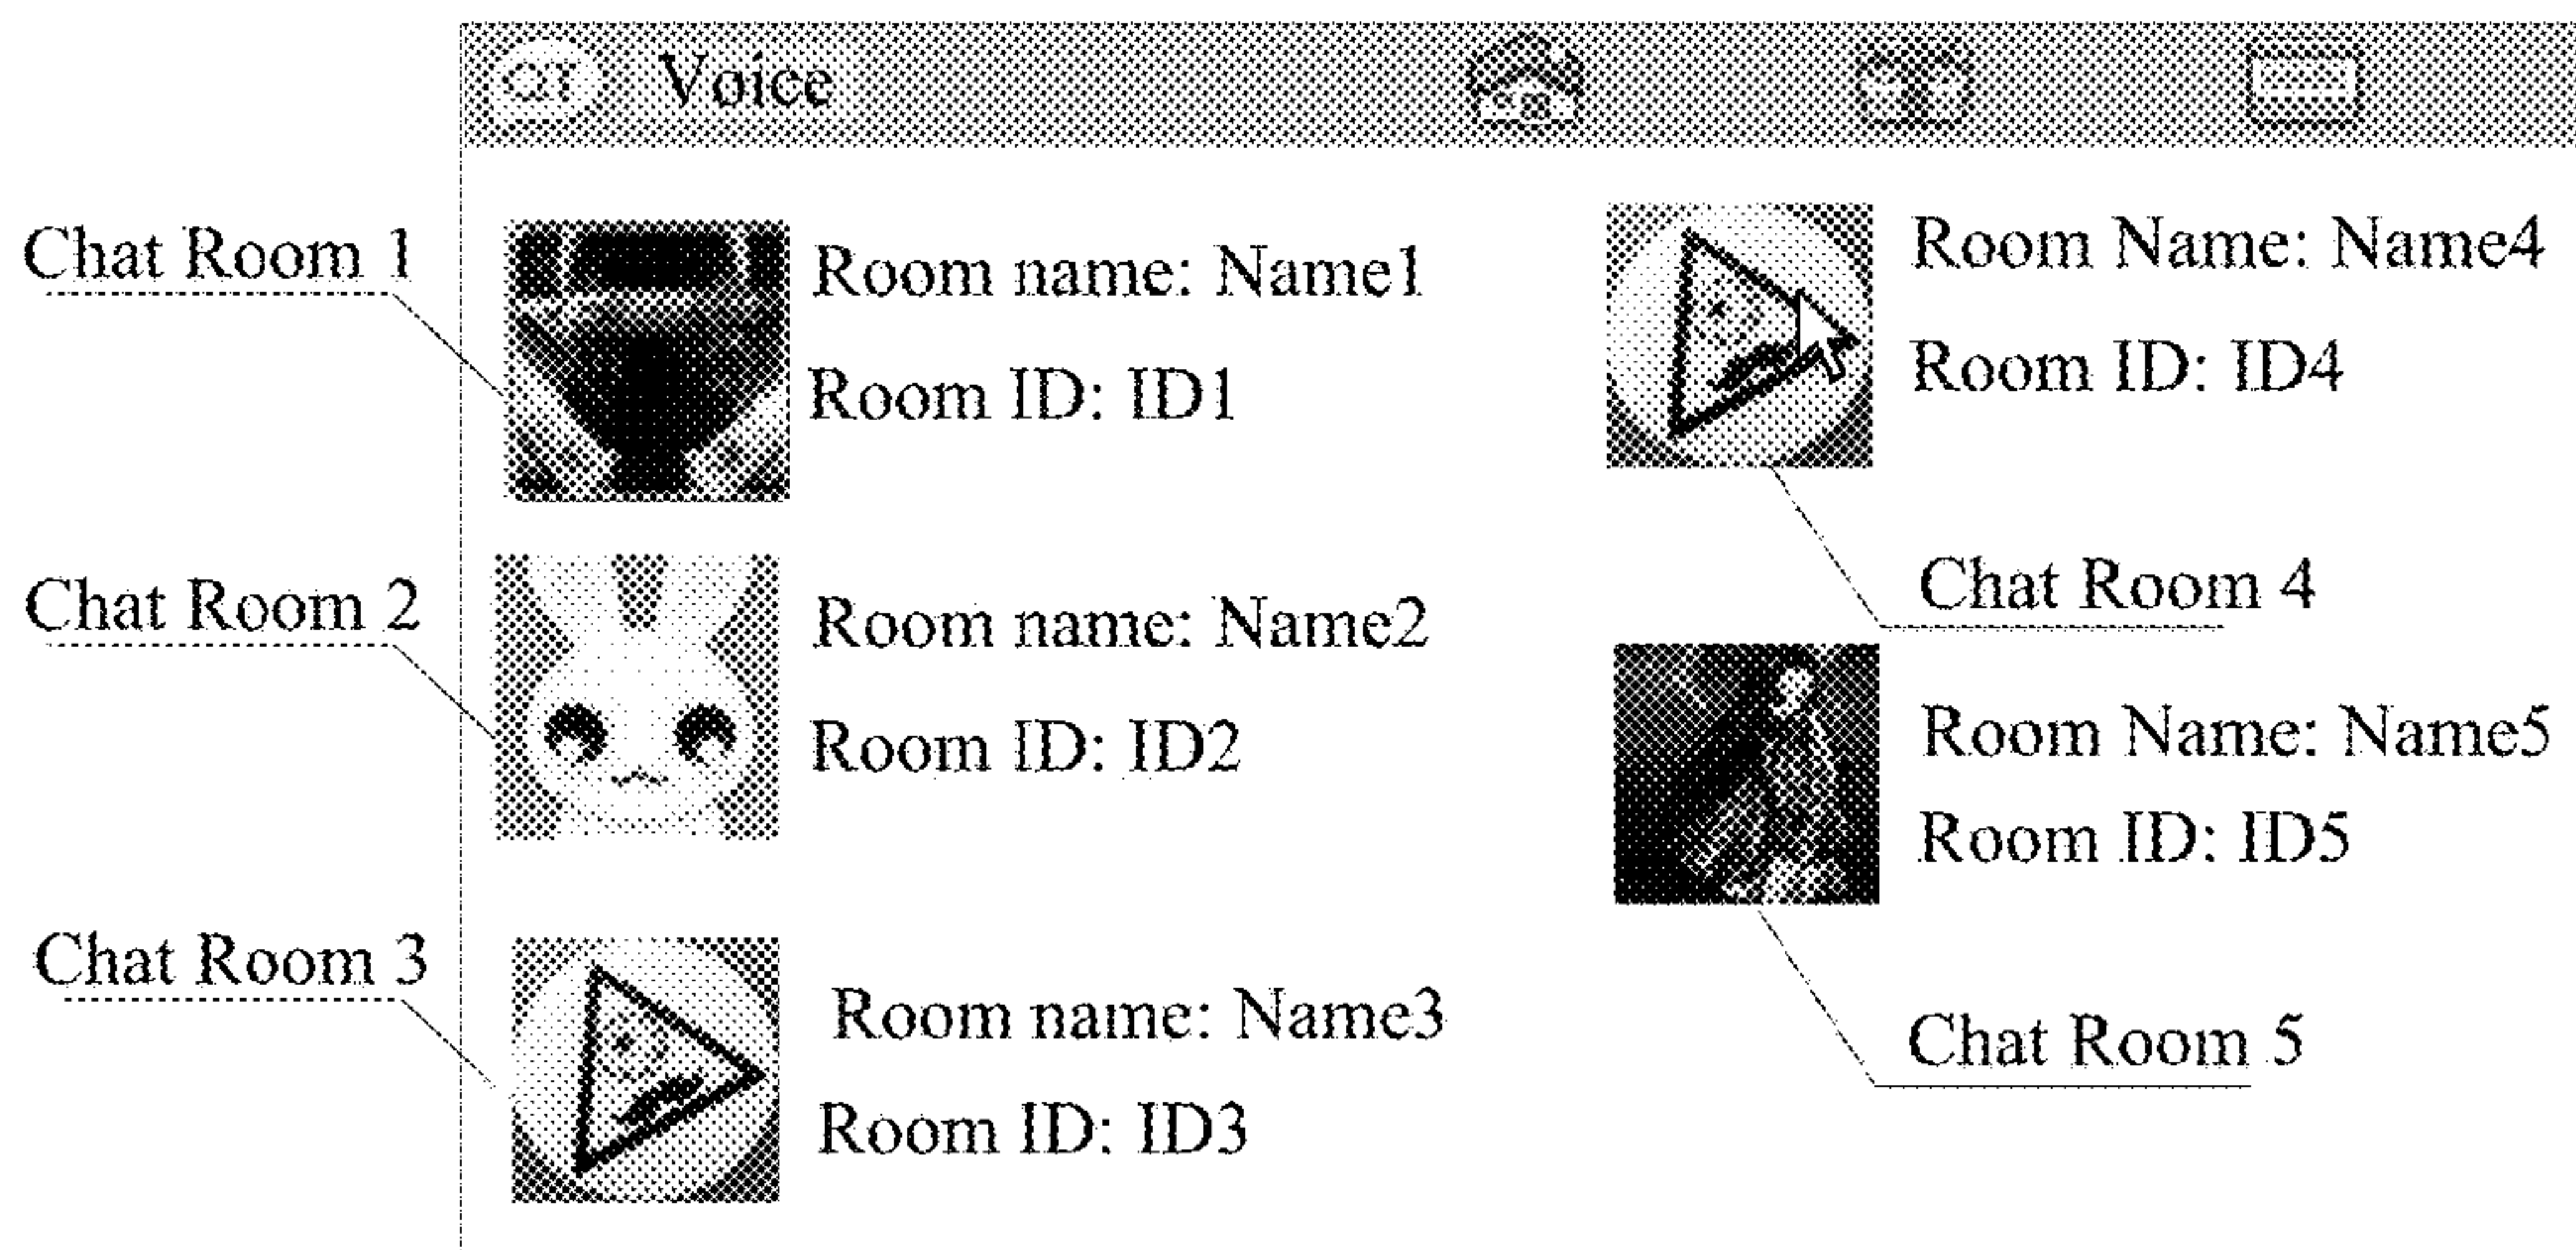 QT Voice
Chat Room 1
Room name: Name1
Room ID: ID1
Chat Room 2
Room name: Name2
Room ID: ID2
Chat Room 3
Room name: Name3
Room ID: ID3
Room Name: Name4
Room ID: ID4
Chat Room 4
Room Name: Name5
Room ID: ID5
Chat Room 5